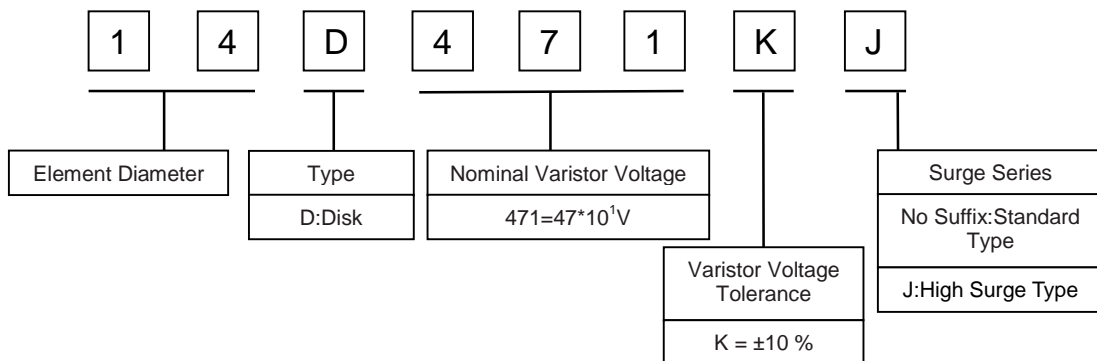 1 4 D 4 7 1 K J
Element Diameter
Type
D:Disk
Nominal Varistor Voltage
471=47*10¹V
Varistor Voltage
Tolerance
K = ±10 %
Surge Series
No Suffix:Standard
Type
J:High Surge Type